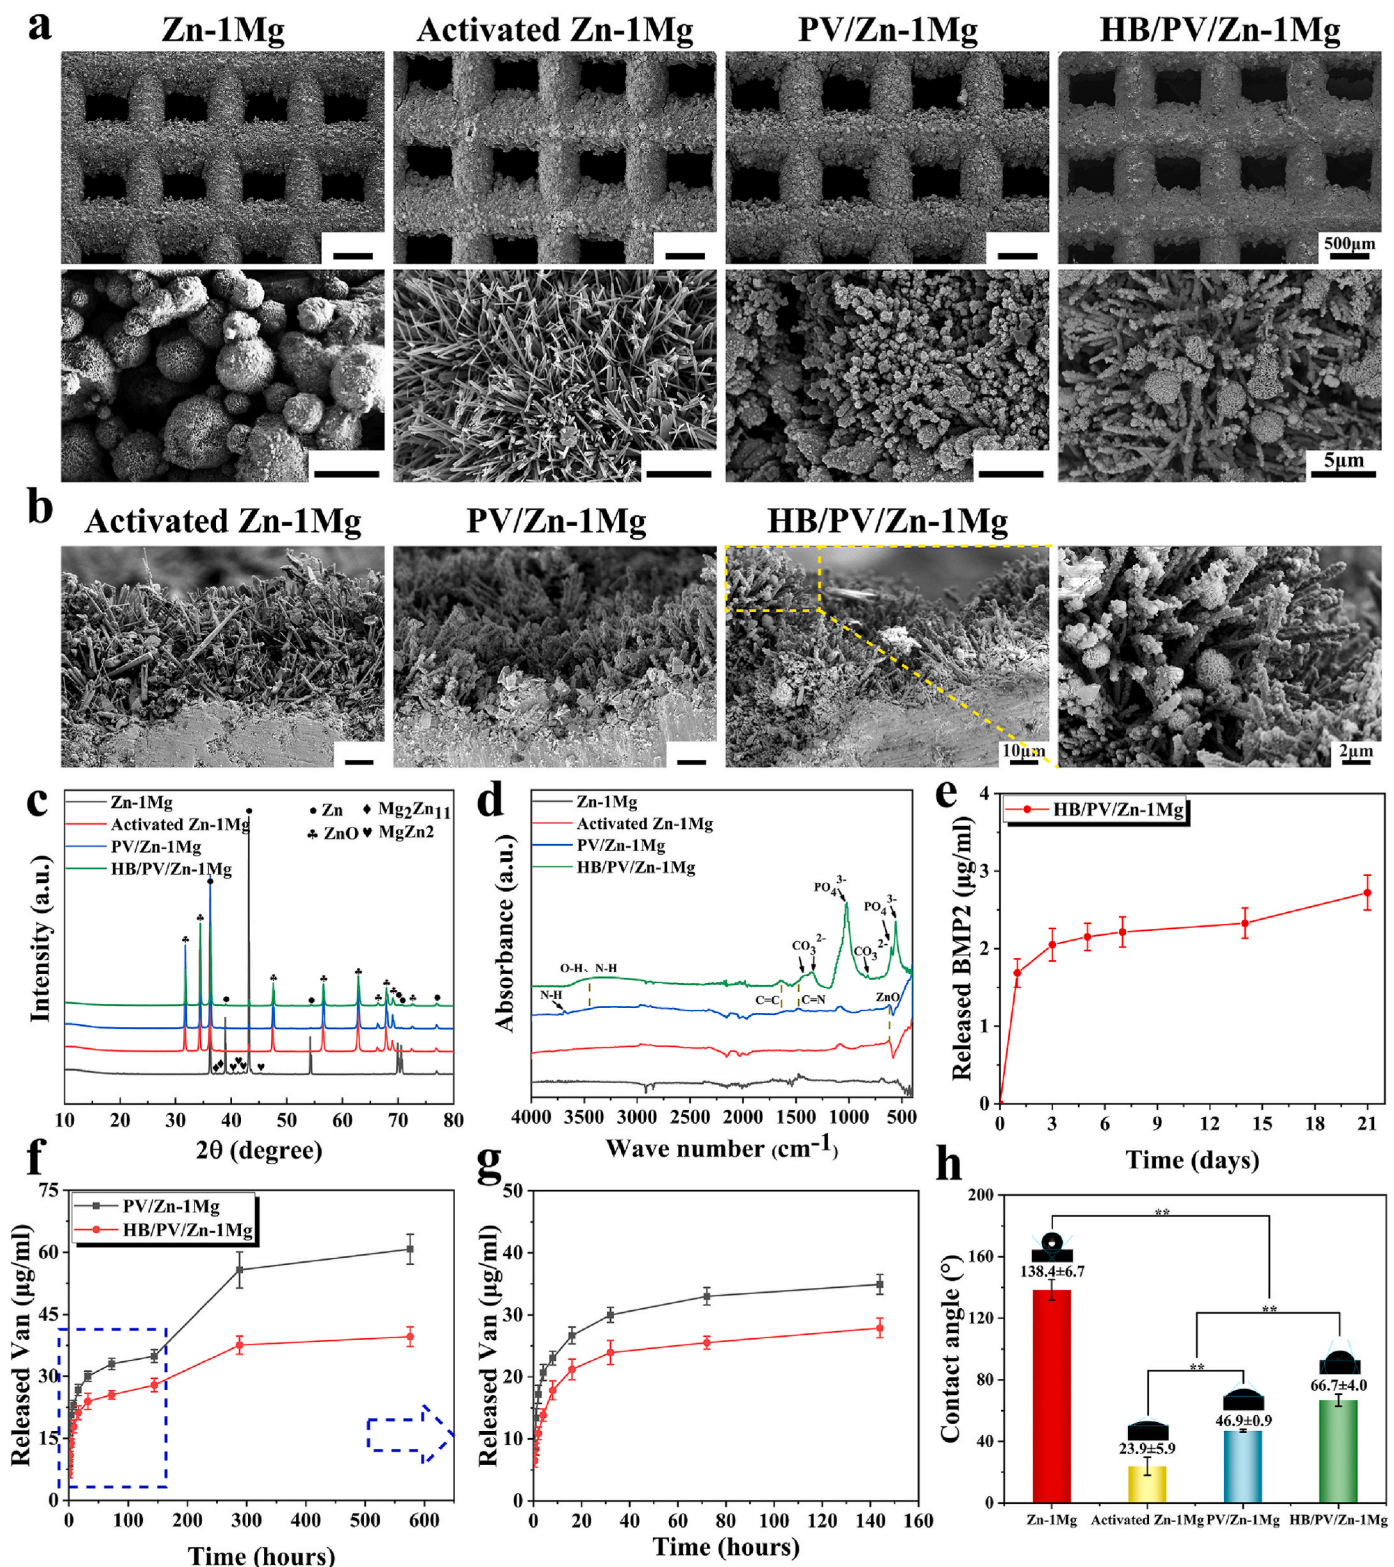 a
Zn-1Mg
Activated Zn-1Mg
PV/Zn-1Mg
HB/PV/Zn-1Mg
500μm
5μm
b
Activated Zn-1Mg
PV/Zn-1Mg
HB/PV/Zn-1Mg
10μm
2μm
c
Zn-1Mg
Activated Zn-1Mg
PV/Zn-1Mg
HB/PV/Zn-1Mg
● Zn ♦ Mg₂Zn₁₁
♣ ZnO ♥ MgZn2
Intensity (a.u.)
10 20 30 40 50 60 70 80
2θ (degree)
d
Zn-1Mg
Activated Zn-1Mg
PV/Zn-1Mg
HB/PV/Zn-1Mg
PO₄³⁻
PO₄³⁻
CO₃²⁻
CO₃²⁻
O-H、N-H
N-H
C=C
C=N
ZnO
Absorbance (a.u.)
4000 3500 3000 2500 2000 1500 1000 500
Wave number (cm⁻¹)
e
HB/PV/Zn-1Mg
Released BMP2 (μg/ml)
4
3
2
1
0
0 3 6 9 12 15 18 21
Time (days)
f
PV/Zn-1Mg
HB/PV/Zn-1Mg
Released Van (μg/ml)
75
60
45
30
15
0
0 100 200 300 400 500 600
Time (hours)
g
Released Van (μg/ml)
50
40
30
20
10
0
0 20 40 60 80 100 120 140 160
Time (hours)
h
Contact angle (°)
200
160
120
80
40
0
**
**
**
138.4±6.7
23.9±5.9
46.9±0.9
66.7±4.0
Zn-1Mg
Activated Zn-1Mg
PV/Zn-1Mg
HB/PV/Zn-1Mg